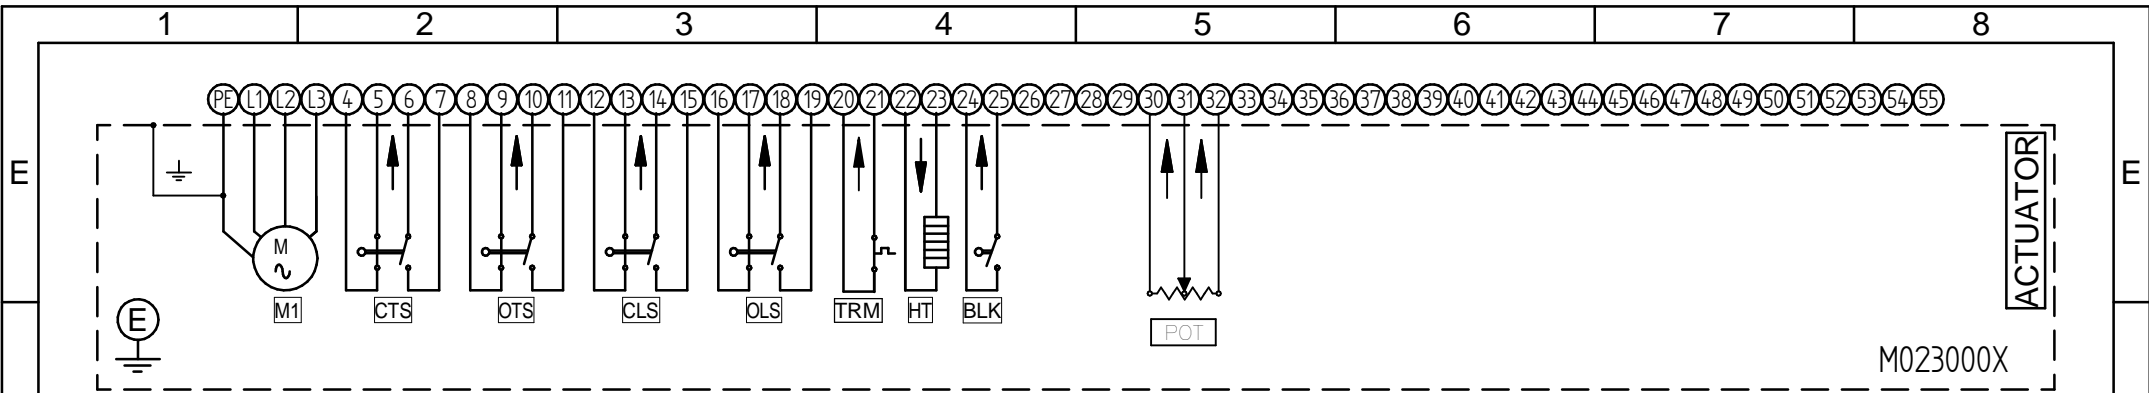 1 2 3 4 5 6 7 8
PE L1 L2 L3 4 5 6 7 8 9 10 11 12 13 14 15 16 17 18 19 20 21 22 23 24 25 26 27 28 29 30 31 32 33 34 35 36 37 38 39 40 41 42 43 44 45 46 47 48 49 50 51 52 53 54 55
E E
ACTUATOR
M
~
M1 CTS OTS CLS OLS TRM HT BLK
E
POT
M023000X